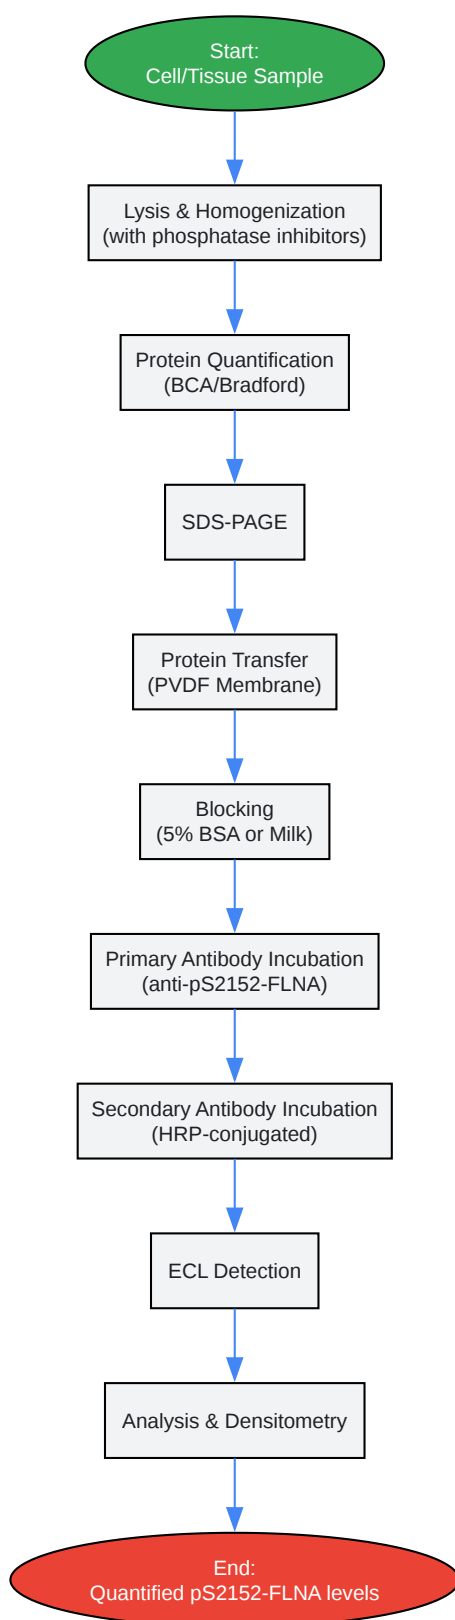 Start:
Cell/Tissue Sample
Lysis & Homogenization
(with phosphatase inhibitors)
Protein Quantification
(BCA/Bradford)
SDS-PAGE
Protein Transfer
(PVDF Membrane)
Blocking
(5% BSA or Milk)
Primary Antibody Incubation
(anti-pS2152-FLNA)
Secondary Antibody Incubation
(HRP-conjugated)
ECL Detection
Analysis & Densitometry
End:
Quantified pS2152-FLNA levels